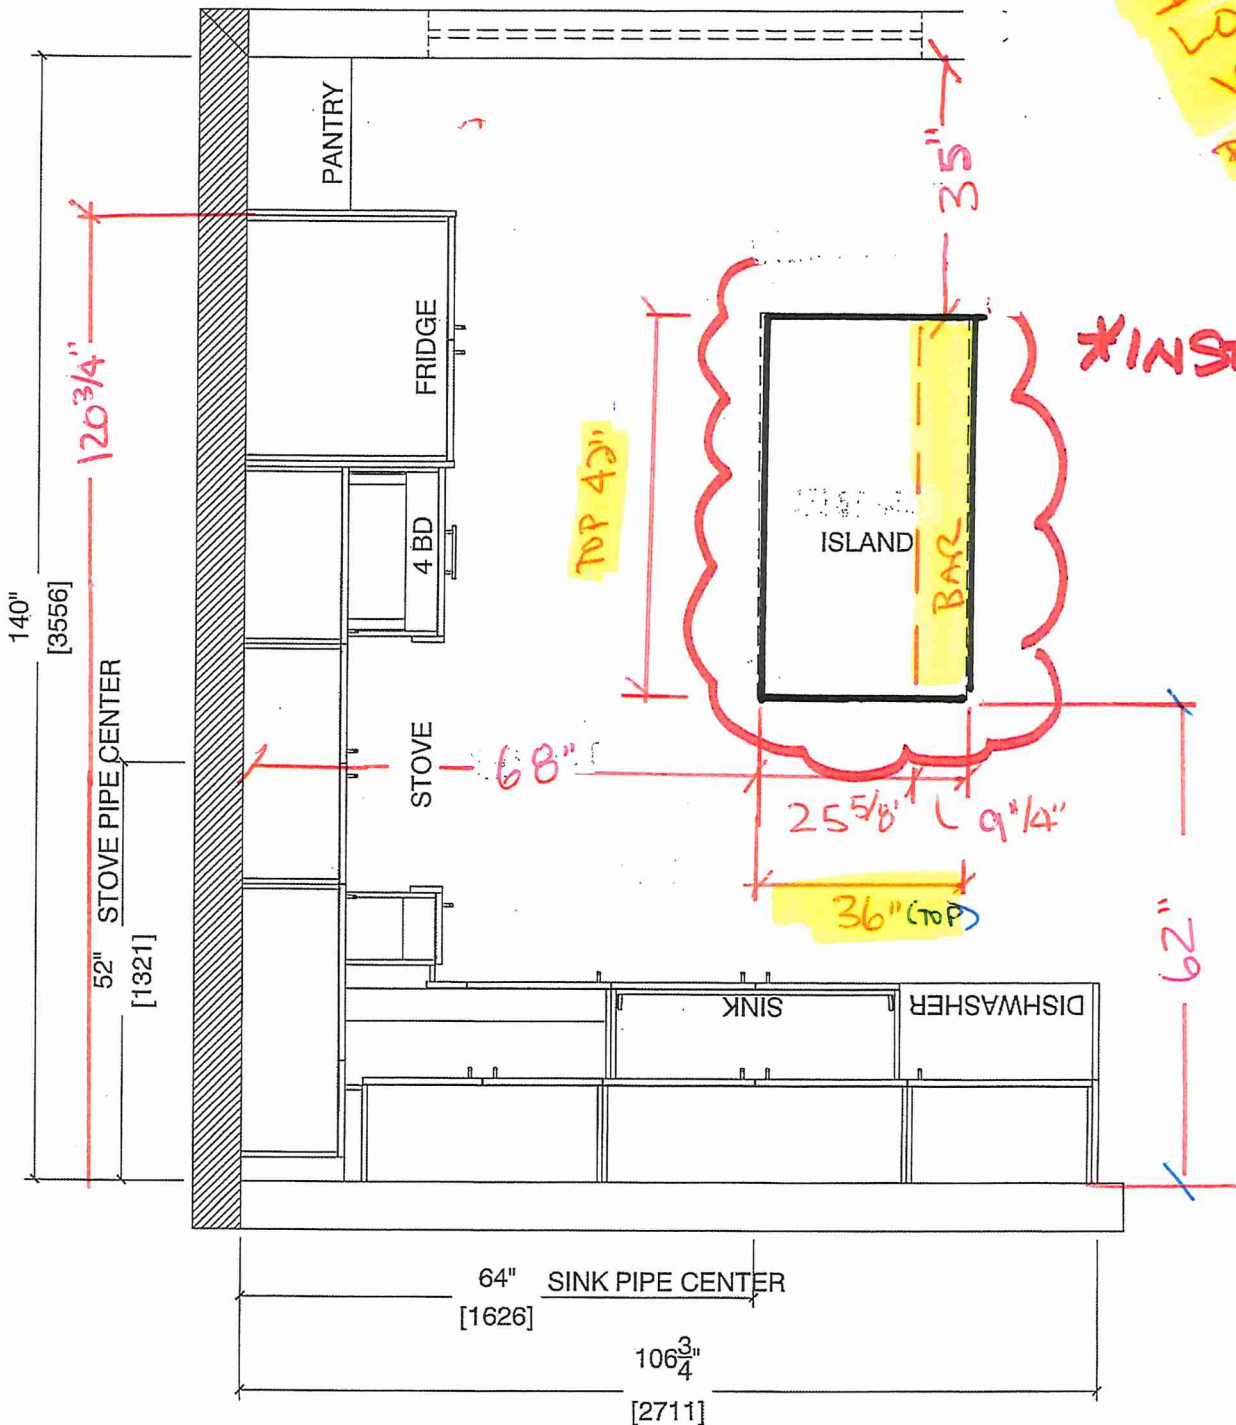 PANTRY
35"
120 3/4"
FRIDGE
140"
[3556]
TOP 42"
4 BD
ISLAND
BAR
STOVE PIPE CENTER
52"
[1321]
STOVE
68"
25 5/8"
9"/4"
36" (TOP)
62"
SINK
DISHWASHER
64" SINK PIPE CENTER
[1626]
106 3/4"
[2711]